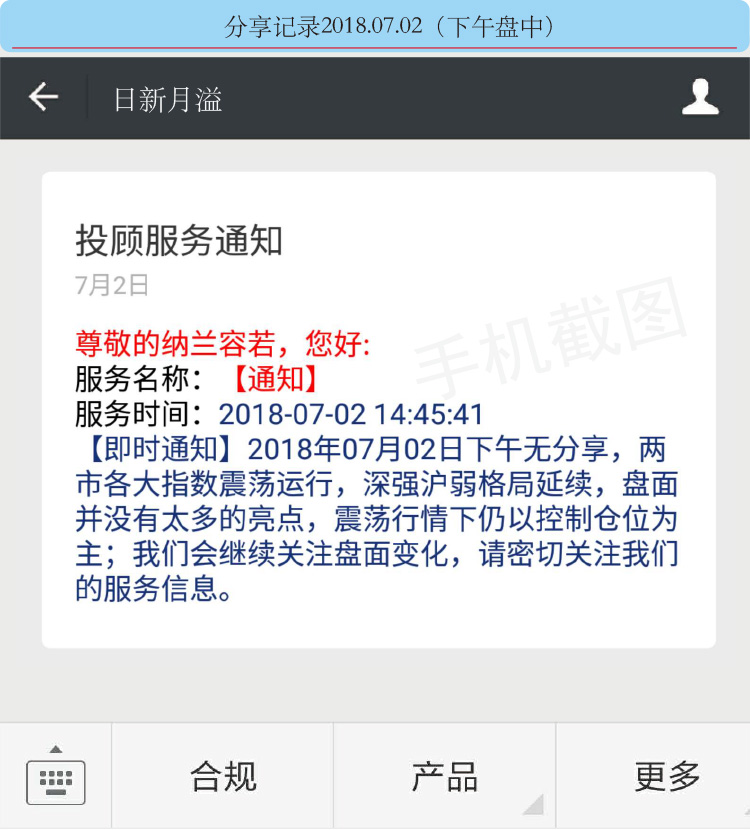 分享记录2018.07.02（下午盘中）
日新月溢
投顾服务通知
7月2日
手机截图
尊敬的纳兰容若，您好:
服务名称：【通知】
服务时间：2018-07-02 14:45:41
【即时通知】2018年07月02日下午无分享，两
市各大指数震荡运行，深强沪弱格局延续，盘面
并没有太多的亮点，震荡行情下仍以控制仓位为
主；我们会继续关注盘面变化，请密切关注我们
的服务信息。
合规
产品
更多